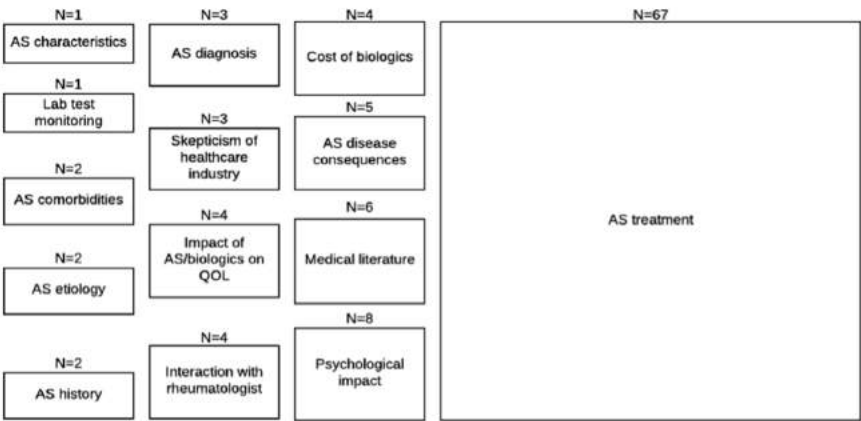 N=1
AS characteristics
N=1
Lab test
monitoring
N=2
AS comorbidities
N=2
AS etiology
N=2
AS history
N=3
AS diagnosis
N=3
Skepticism of
healthcare
industry
N=4
Impact of
AS/biologics on
QOL
N=4
Interaction with
rheumatologist
N=4
Cost of biologics
N=5
AS disease
consequences
N=6
Medical literature
N=8
Psychological
impact
N=67
AS treatment